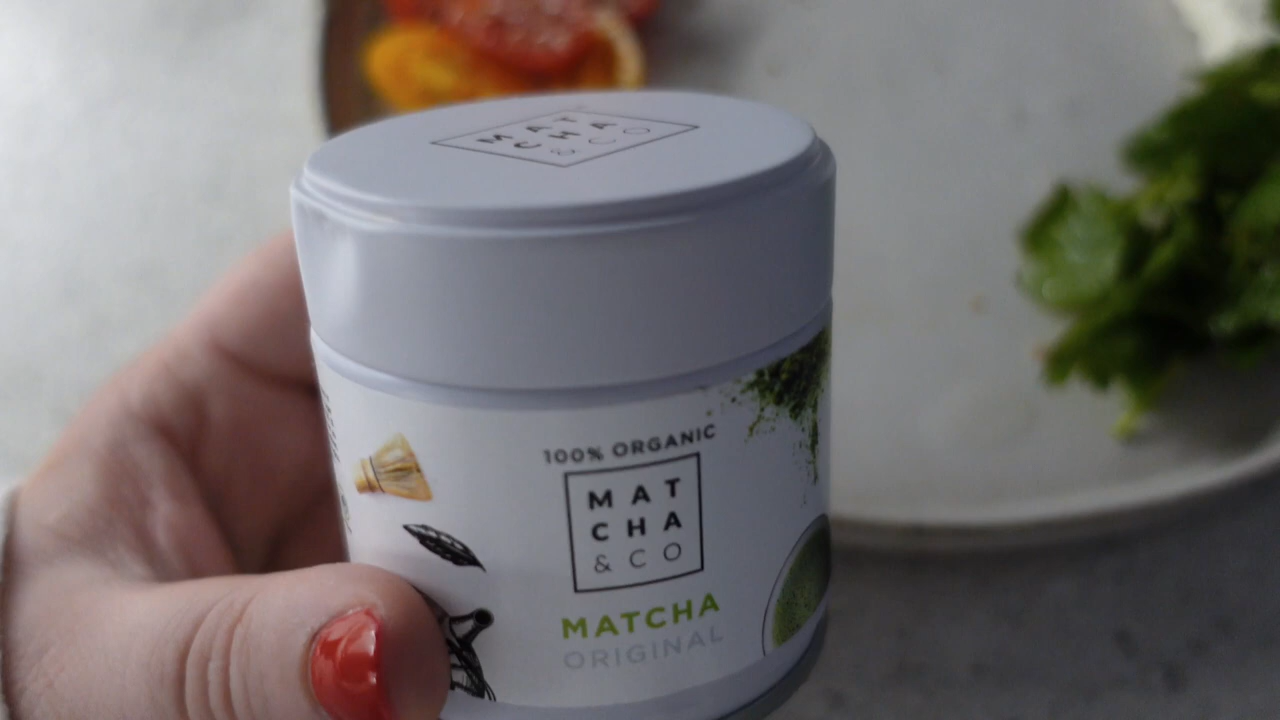 MAT
CHA
& CO
100% ORGANIC
MAT
CHA
& CO
MATCHA
ORIGINAL